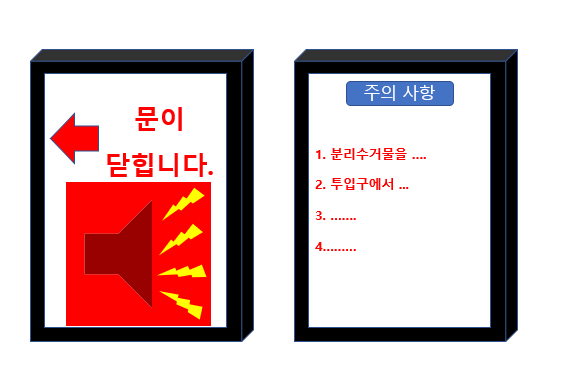 문이
닫힙니다.
주의 사항
1. 분리수거물을 ....
2. 투입구에서 ...
3. .......
4.........